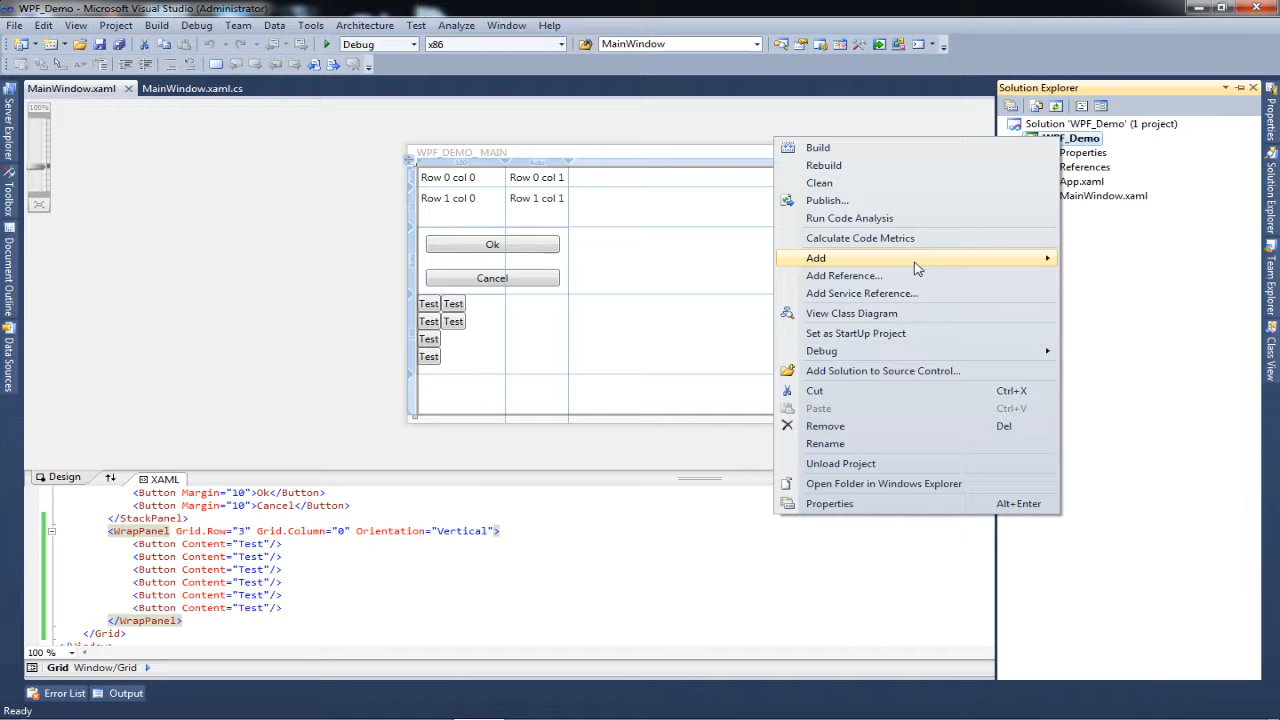 WPF_Demo - Microsoft Visual Studio (Administrator)
File Edit View Project Build Debug Team Data Tools Architecture Test Analyze Window Help
Debug x86 MainWindow
MainWindow.xaml MainWindow.xaml.cs
Solution Explorer
Server Explorer
Toolbox
Document Outline
Data Sources
Properties
Team Explorer
Class View
100%
WPF_DEMO_MAIN
100 Auto
Row 0 col 0 Row 0 col 1
Row 1 col 0 Row 1 col 1
Ok
Cancel
Test Test
Test Test
Test
Test
Solution 'WPF_Demo' (1 project)
WPF_Demo
Properties
References
App.xaml
MainWindow.xaml
Build
Rebuild
Clean
Publish...
Run Code Analysis
Calculate Code Metrics
Add
Add Reference...
Add Service Reference...
View Class Diagram
Set as StartUp Project
Debug
Add Solution to Source Control...
Cut Ctrl+X
Paste Ctrl+V
Remove Del
Rename
Unload Project
Open Folder in Windows Explorer
Properties Alt+Enter
Design XAML
<Button Margin="10">Ok</Button>
<Button Margin="10">Cancel</Button>
</StackPanel>
<WrapPanel Grid.Row="3" Grid.Column="0" Orientation="Vertical">
<Button Content="Test"/>
<Button Content="Test"/>
<Button Content="Test"/>
<Button Content="Test"/>
<Button Content="Test"/>
<Button Content="Test"/>
</WrapPanel>
</Grid>
100 %
Grid Window/Grid
Error List Output
Ready